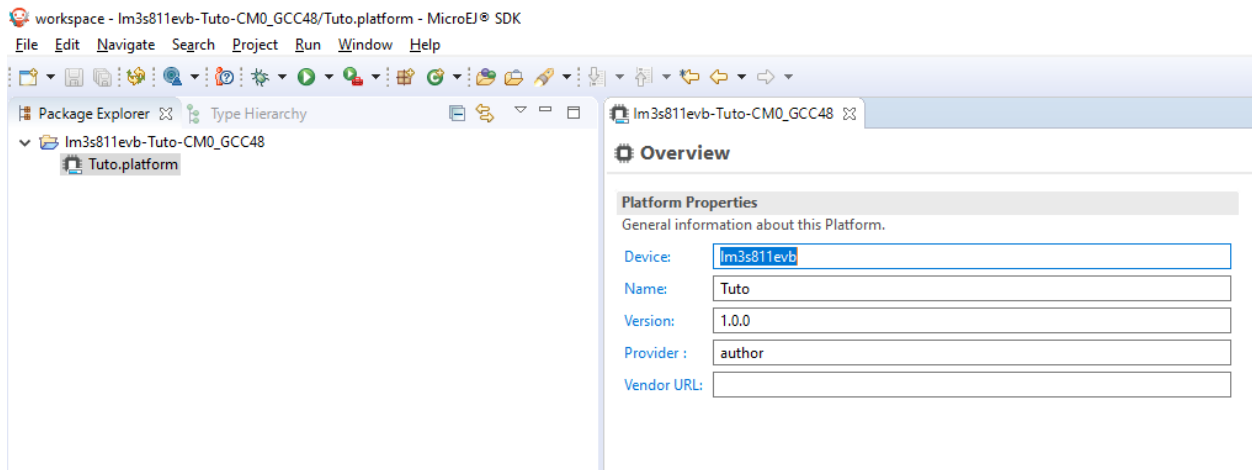 workspace - lm3s811evb-Tuto-CM0_GCC48/Tuto.platform - MicroEJ® SDK
File Edit Navigate Search Project Run Window Help
Package Explorer Type Hierarchy
lm3s811evb-Tuto-CM0_GCC48
Tuto.platform
lm3s811evb-Tuto-CM0_GCC48
Overview
Platform Properties
General information about this Platform.
Device: lm3s811evb
Name: Tuto
Version: 1.0.0
Provider : author
Vendor URL: